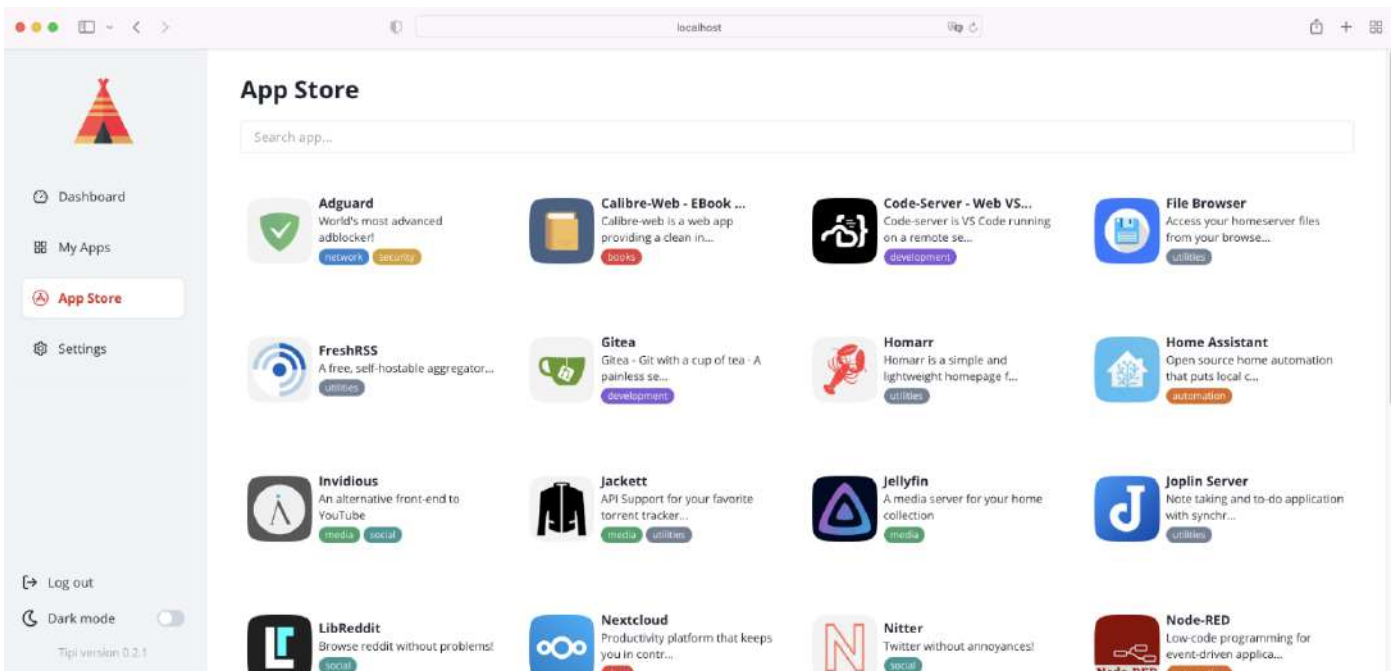 localhost
App Store
Search app...
Dashboard
My Apps
App Store
Settings
Log out
Dark mode
Tipi version 0.2.1
Adguard
World's most advanced
adblocker!
network security
Calibre-Web - EBook ...
Calibre-web is a web app
providing a clean in...
books
Code-Server - Web VS...
Code-server is VS Code running
on a remote se...
development
File Browser
Access your homeserver files
from your browse...
utilities
FreshRSS
A free, self-hostable aggregator...
utilities
Gitea
Gitea - Git with a cup of tea · A
painless se...
development
Homarr
Homarr is a simple and
lightweight homepage f...
utilities
Home Assistant
Open source home automation
that puts local c...
automation
Invidious
An alternative front-end to
YouTube
media social
Jackett
API Support for your favorite
torrent tracker...
media utilities
Jellyfin
A media server for your home
collection
media
Joplin Server
Note taking and to-do application
with synchr...
utilities
LibReddit
Browse reddit without problems!
social
Nextcloud
Productivity platform that keeps
you in contr...
Nitter
Twitter without annoyances!
social
Node-RED
Low-code programming for
event-driven applica...
Node-RED